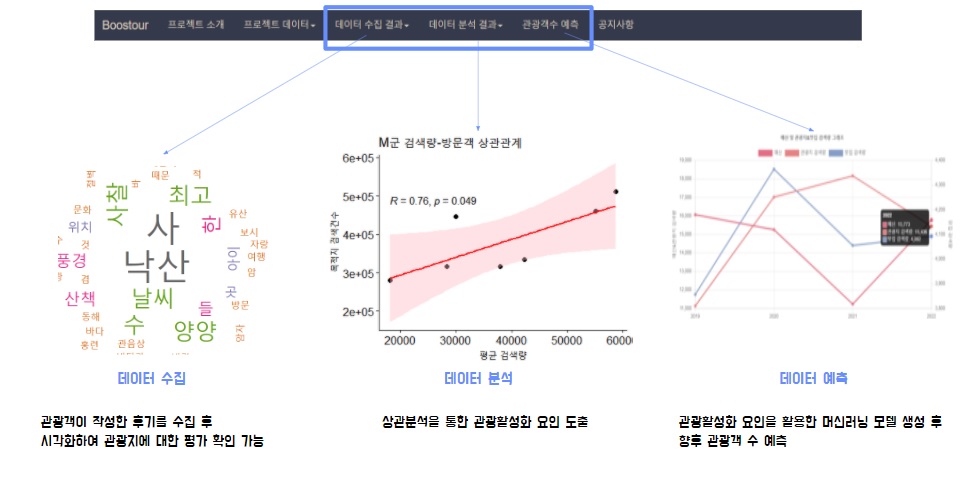 Boostour 프로젝트 소개 프로젝트 데이터 데이터 수집 결과 데이터 분석 결과 관광객수 예측 공지사항
M군 검색량-방문객 상관관계
6e+05
5e+05
4e+05
3e+05
2e+05
R = 0.76, p = 0.049
목적지 검색건수
20000 30000 40000 50000 60000
평균 검색량
때문
적
사찰
최고
문화
위치
사
한
유산
보시
것
자랑
여행
풍경
낙산
암
겸
산책
날씨
곳
들
방문
동해
바다
수
양양
홍련
관음상
2019 2020 2021 2022
데이터 수집
데이터 분석
데이터 예측
관광객이 작성한 후기를 수집 후
시각화하여 관광지에 대한 평가 확인 가능
상관분석을 통한 관광활성화 요인 도출
관광활성화 요인을 활용한 머신러닝 모델 생성 후
향후 관광객 수 예측